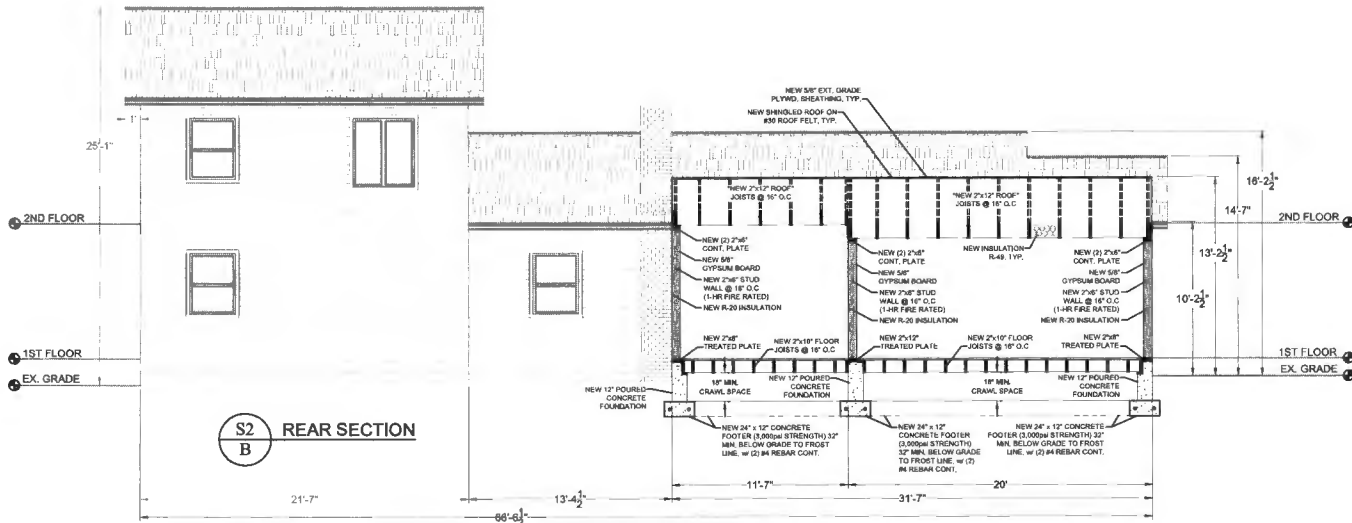 NEW 5/8" EXT. GRADE
PLYWD. SHEATHING, TYP.
NEW SHINGLED ROOF ON
#30 ROOF FELT, TYP.
1'
25'-1"
"NEW 2"x12" ROOF"
JOISTS @ 16" O.C
"NEW 2"x12" ROOF"
JOISTS @ 16" O.C
16'-2½"
14'-7"
13'-2½"
10'-2½"
2ND FLOOR
2ND FLOOR
NEW (2) 2"x6"
CONT. PLATE
NEW 5/8"
GYPSUM BOARD
NEW 2"x6" STUD
WALL @ 16" O.C
(1-HR FIRE RATED)
NEW R-20 INSULATION
NEW (2) 2"x6"
CONT. PLATE
NEW 5/8"
GYPSUM BOARD
NEW 2"x6" STUD
WALL @ 16" O.C
(1-HR FIRE RATED)
NEW R-20 INSULATION
NEW INSULATION
R-49, TYP.
NEW (2) 2"x6"
CONT. PLATE
NEW 5/8"
GYPSUM BOARD
NEW 2"x6" STUD
WALL @ 16" O.C
(1-HR FIRE RATED)
NEW R-20 INSULATION
NEW 2"x8"
TREATED PLATE
NEW 2"x10" FLOOR
JOISTS @ 16" O.C
NEW 2"x12"
TREATED PLATE
NEW 2"x10" FLOOR
JOISTS @ 16" O.C
NEW 2"x8"
TREATED PLATE
1ST FLOOR
1ST FLOOR
EX. GRADE
EX. GRADE
NEW 12" POURED
CONCRETE
FOUNDATION
18" MIN.
CRAWL SPACE
NEW 12" POURED
CONCRETE
FOUNDATION
18" MIN.
CRAWL SPACE
NEW 12" POURED
CONCRETE
FOUNDATION
NEW 24" x 12" CONCRETE
FOOTER (3,000psi STRENGTH) 32"
MIN. BELOW GRADE TO FROST
LINE, w/ (2) #4 REBAR CONT.
NEW 24" x 12"
CONCRETE FOOTER
(3,000psi STRENGTH)
32" MIN. BELOW GRADE
TO FROST LINE, w/ (2)
#4 REBAR CONT.
NEW 24" x 12" CONCRETE
FOOTER (3,000psi STRENGTH) 32"
MIN. BELOW GRADE TO FROST
LINE, w/ (2) #4 REBAR CONT.
S2
B
REAR SECTION
11'-7"
20'
21'-7"
13'-4½"
31'-7"
66'-6½"